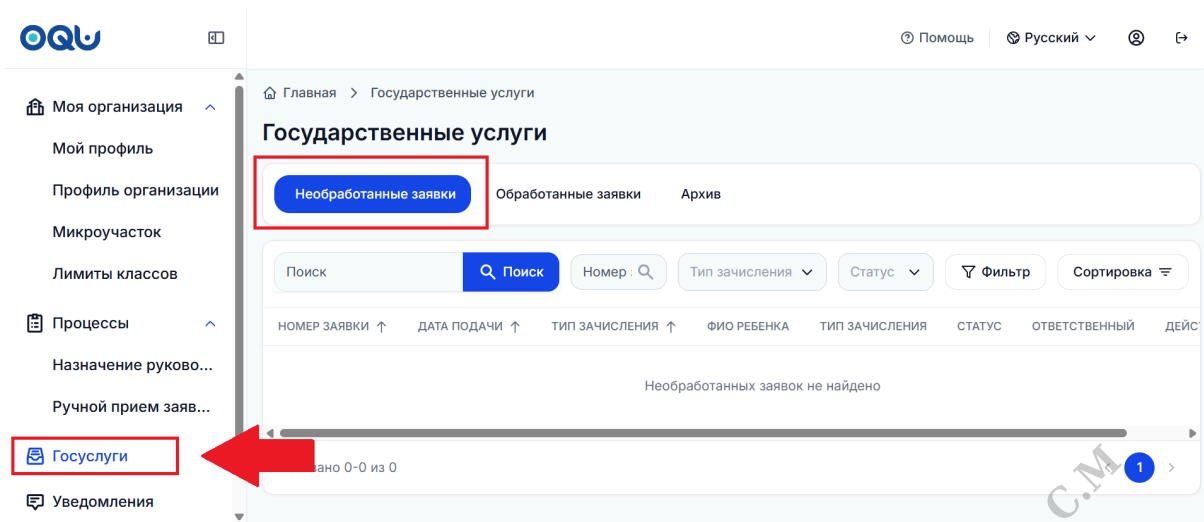 OQU
Помощь
Русский
Моя организация
Мой профиль
Профиль организации
Микроучасток
Лимиты классов
Процессы
Назначение руково...
Ручной прием заяв...
Госуслуги
Уведомления
Главная > Государственные услуги
Государственные услуги
Необработанные заявки Обработанные заявки Архив
Поиск Поиск Номер Тип зачисления Статус Фильтр Сортировка
НОМЕР ЗАЯВКИ ↑ ДАТА ПОДАЧИ ↑ ТИП ЗАЧИСЛЕНИЯ ↑ ФИО РЕБЕНКА ТИП ЗАЧИСЛЕНИЯ СТАТУС ОТВЕТСТВЕННЫЙ ДЕЙС
Необработанных заявок не найдено
зано 0-0 из 0
1
C.M